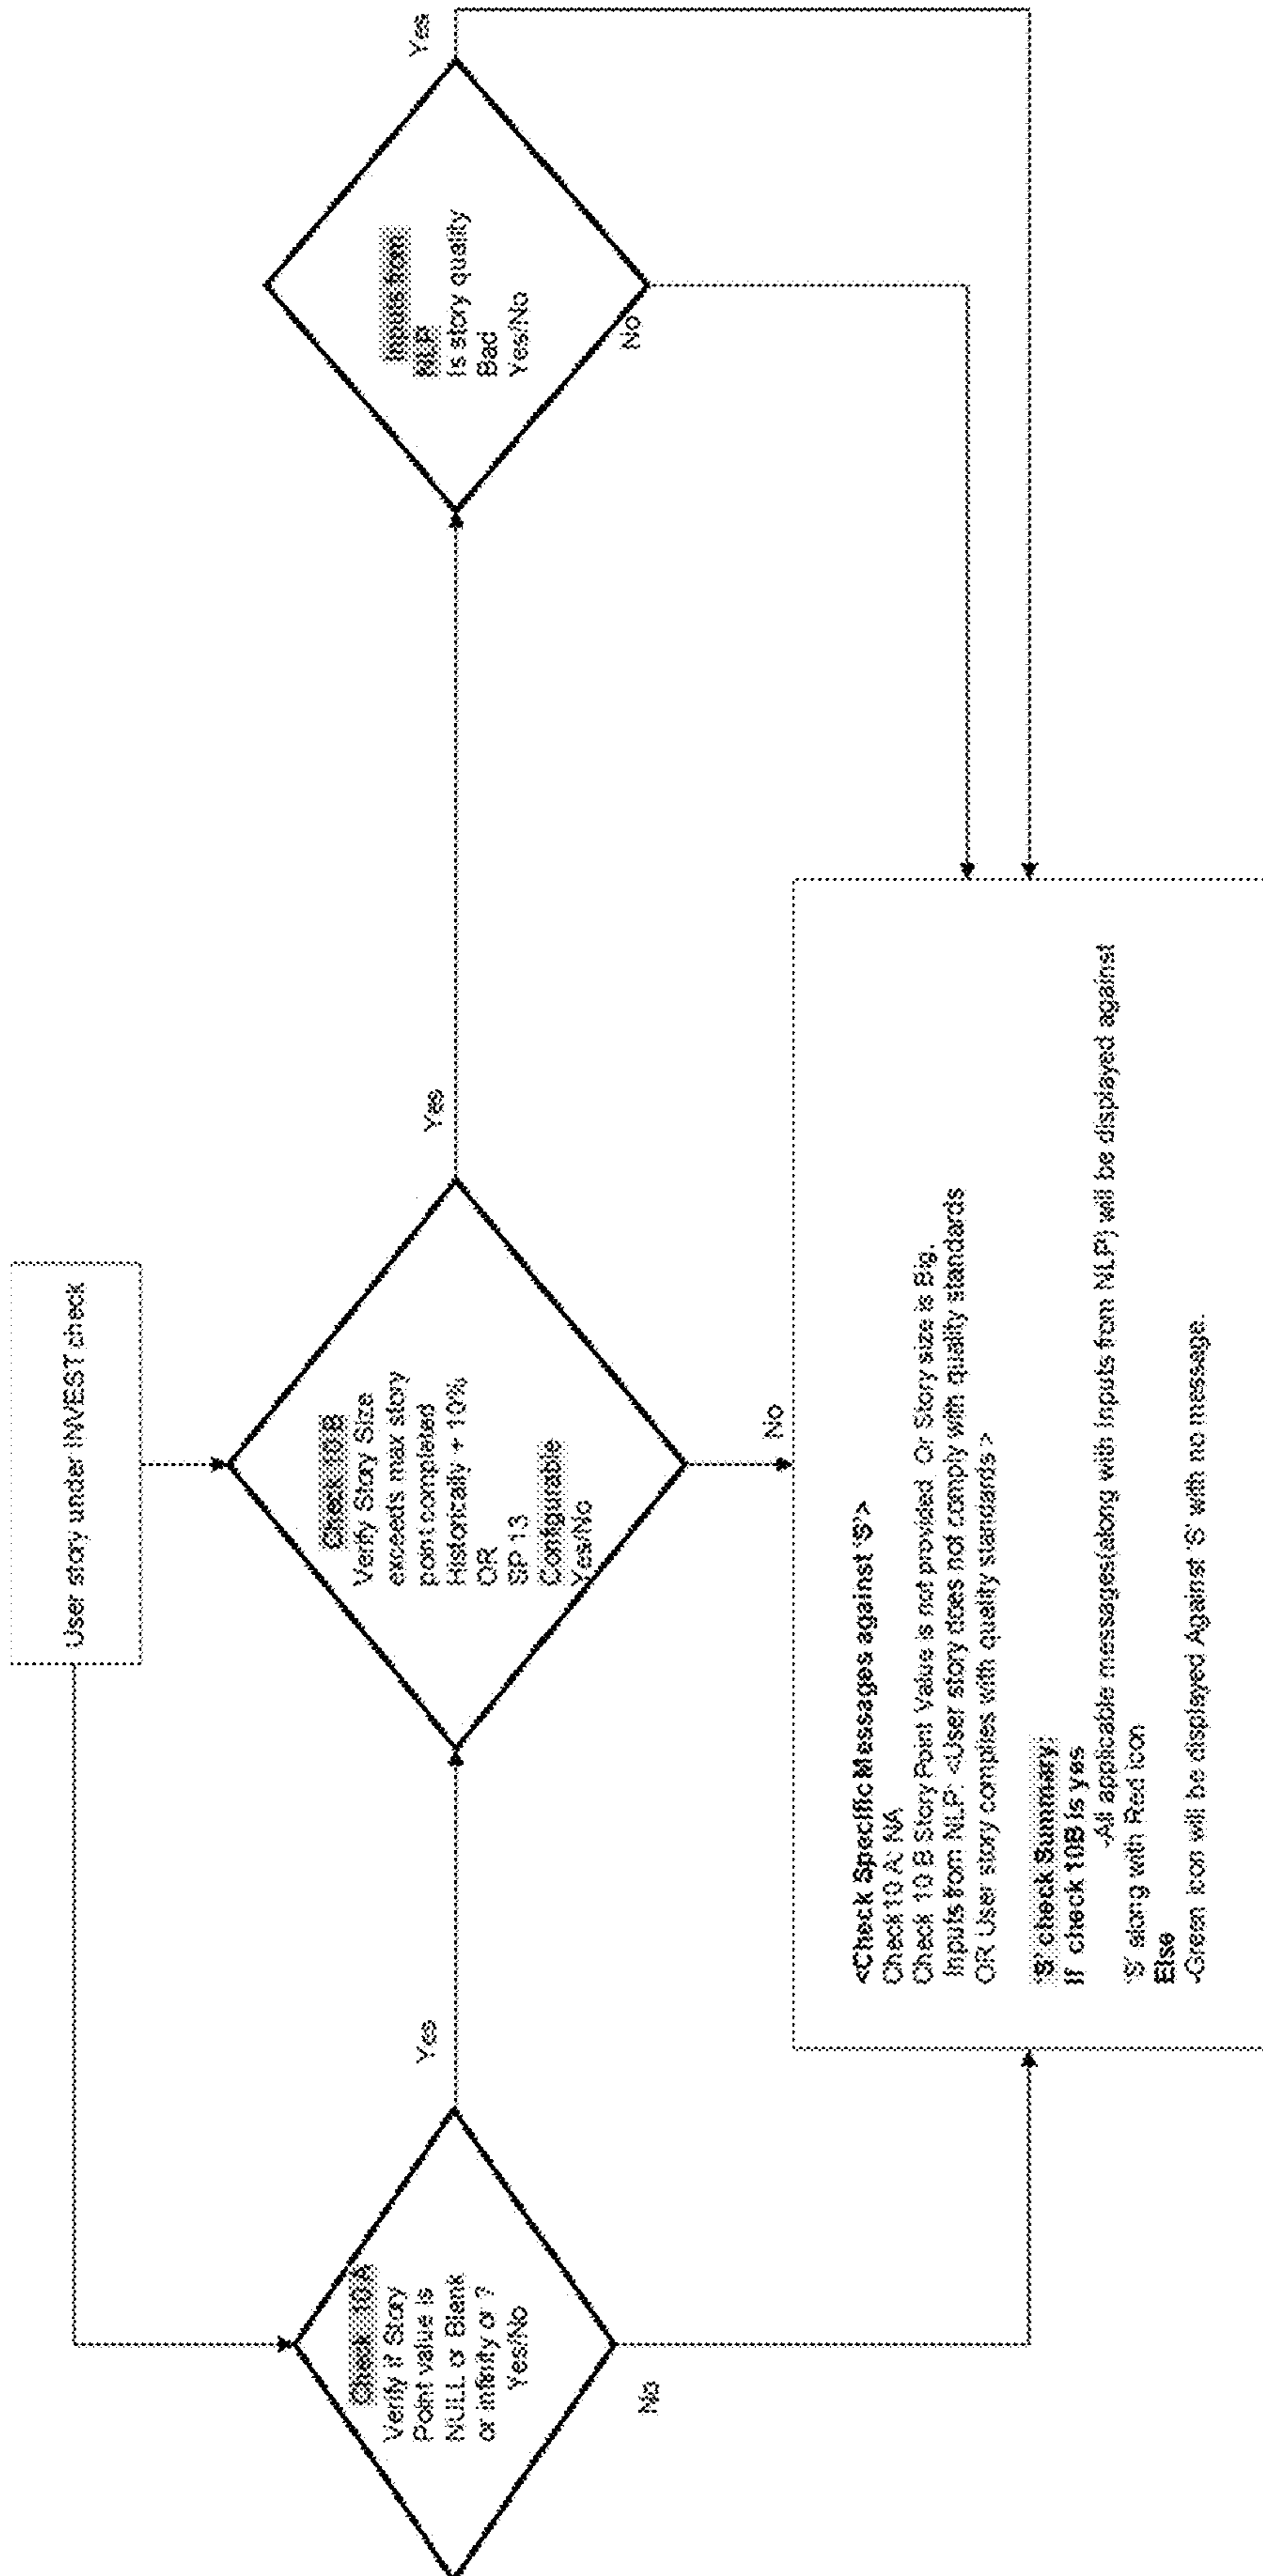 User story under INVEST check
Check 10 A
Verify if Story
Point value is
NULL or Blank
or infinity or ?
Yes/No
Yes
No
Check 10 B
Verify Story Size
exceeds max story
point completed
Historically + 10%
OR
SP 13
Configurable
Yes/No
Yes
No
Inputs from
NLP
Is story quality
Bad
Yes/No
Yes
No
<Check Specific Messages against 'S'>
Check 10 A: NA
Check 10 B Story Point Value is not provided. Or Story size is Big.
Inputs from NLP: <User story does not comply with quality standards
OR User story complies with quality standards >
'S' check Summary:
If check 10B is yes
-All applicable messages(along with Inputs from NLP) will be displayed against
'S' along with Red icon
Else
-Green icon will be displayed Against 'S' with no message.